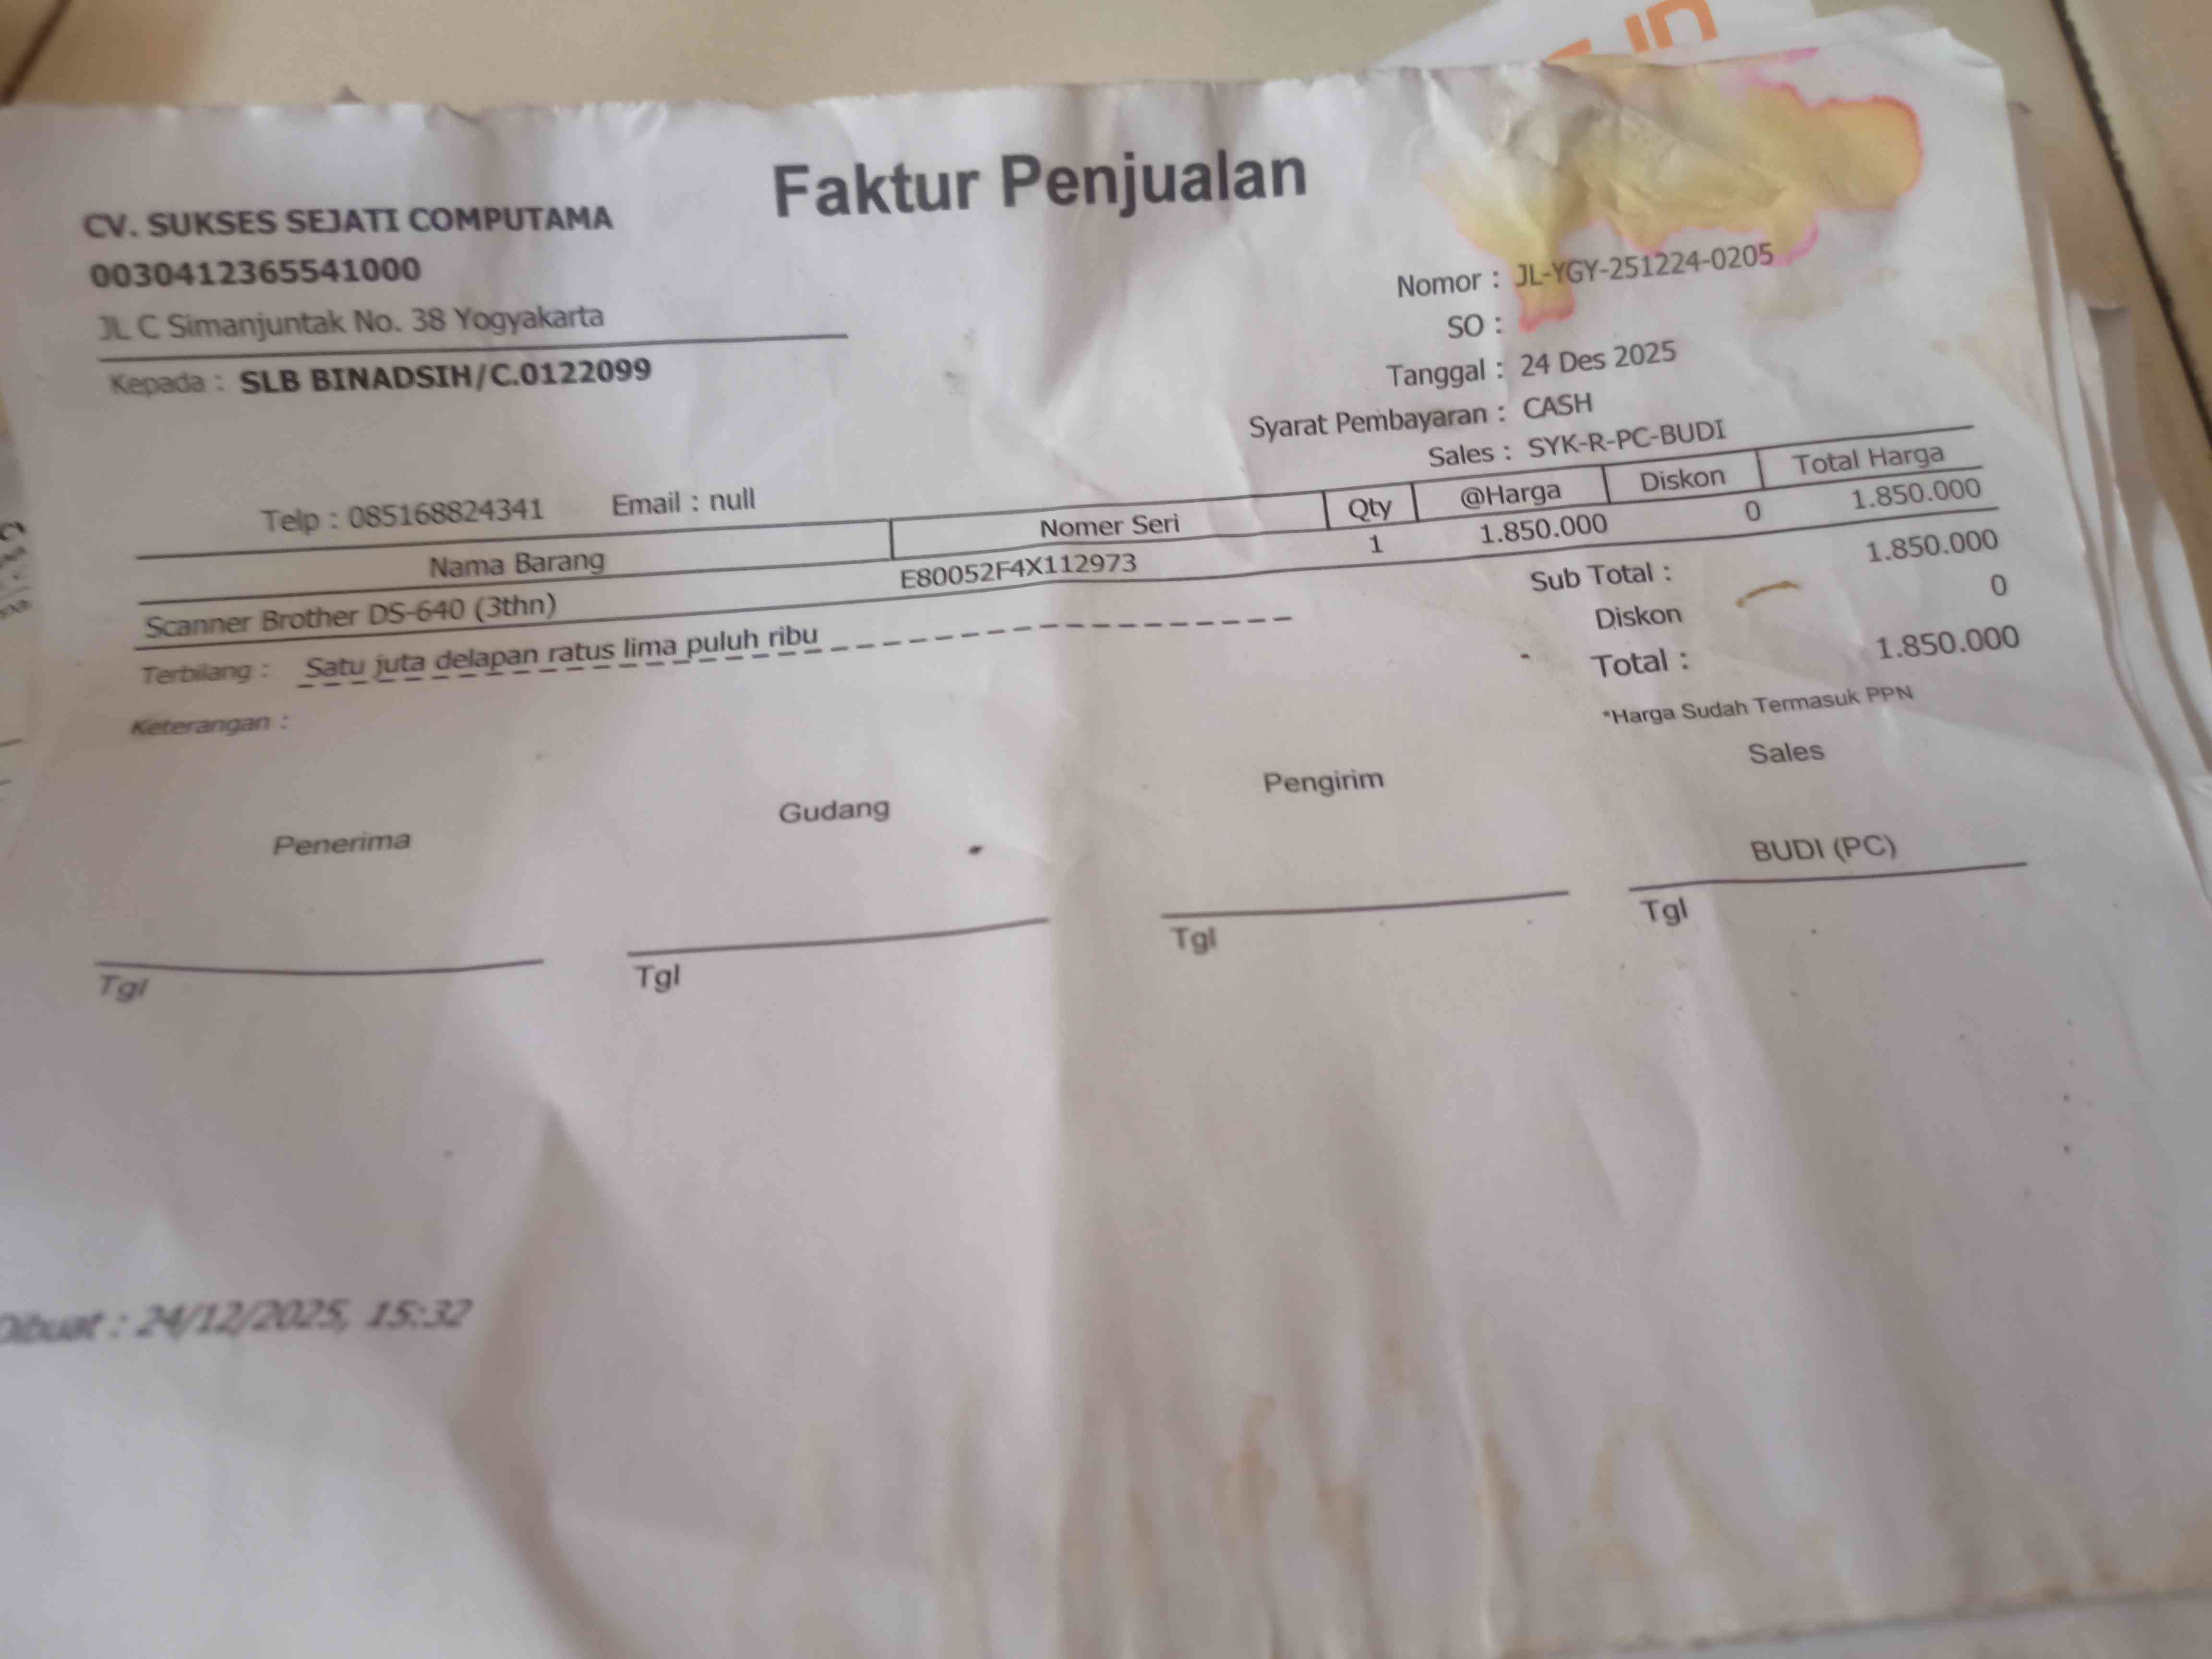 Faktur Penjualan
CV. SUKSES SEJATI COMPUTAMA
0030412365541000
JL C Simanjuntak No. 38 Yogyakarta
Kepada : SLB BINADSIH/C.0122099
Telp : 085168824341 Email : null
Nomor : JL-YGY-251224-0205
SO :
Tanggal : 24 Des 2025
Syarat Pembayaran : CASH
Sales : SYK-R-PC-BUDI
Nama Barang Nomer Seri Qty @Harga Diskon Total Harga
Scanner Brother DS-640 (3thn) E80052F4X112973 1 1.850.000 0 1.850.000
Terbilang : Satu juta delapan ratus lima puluh ribu
Sub Total : 1.850.000
Diskon 0
Total : 1.850.000
*Harga Sudah Termasuk PPN
Keterangan :
Penerima Gudang Pengirim Sales
BUDI (PC)
Tgl Tgl Tgl Tgl
Dibuat : 24/12/2025, 15:32